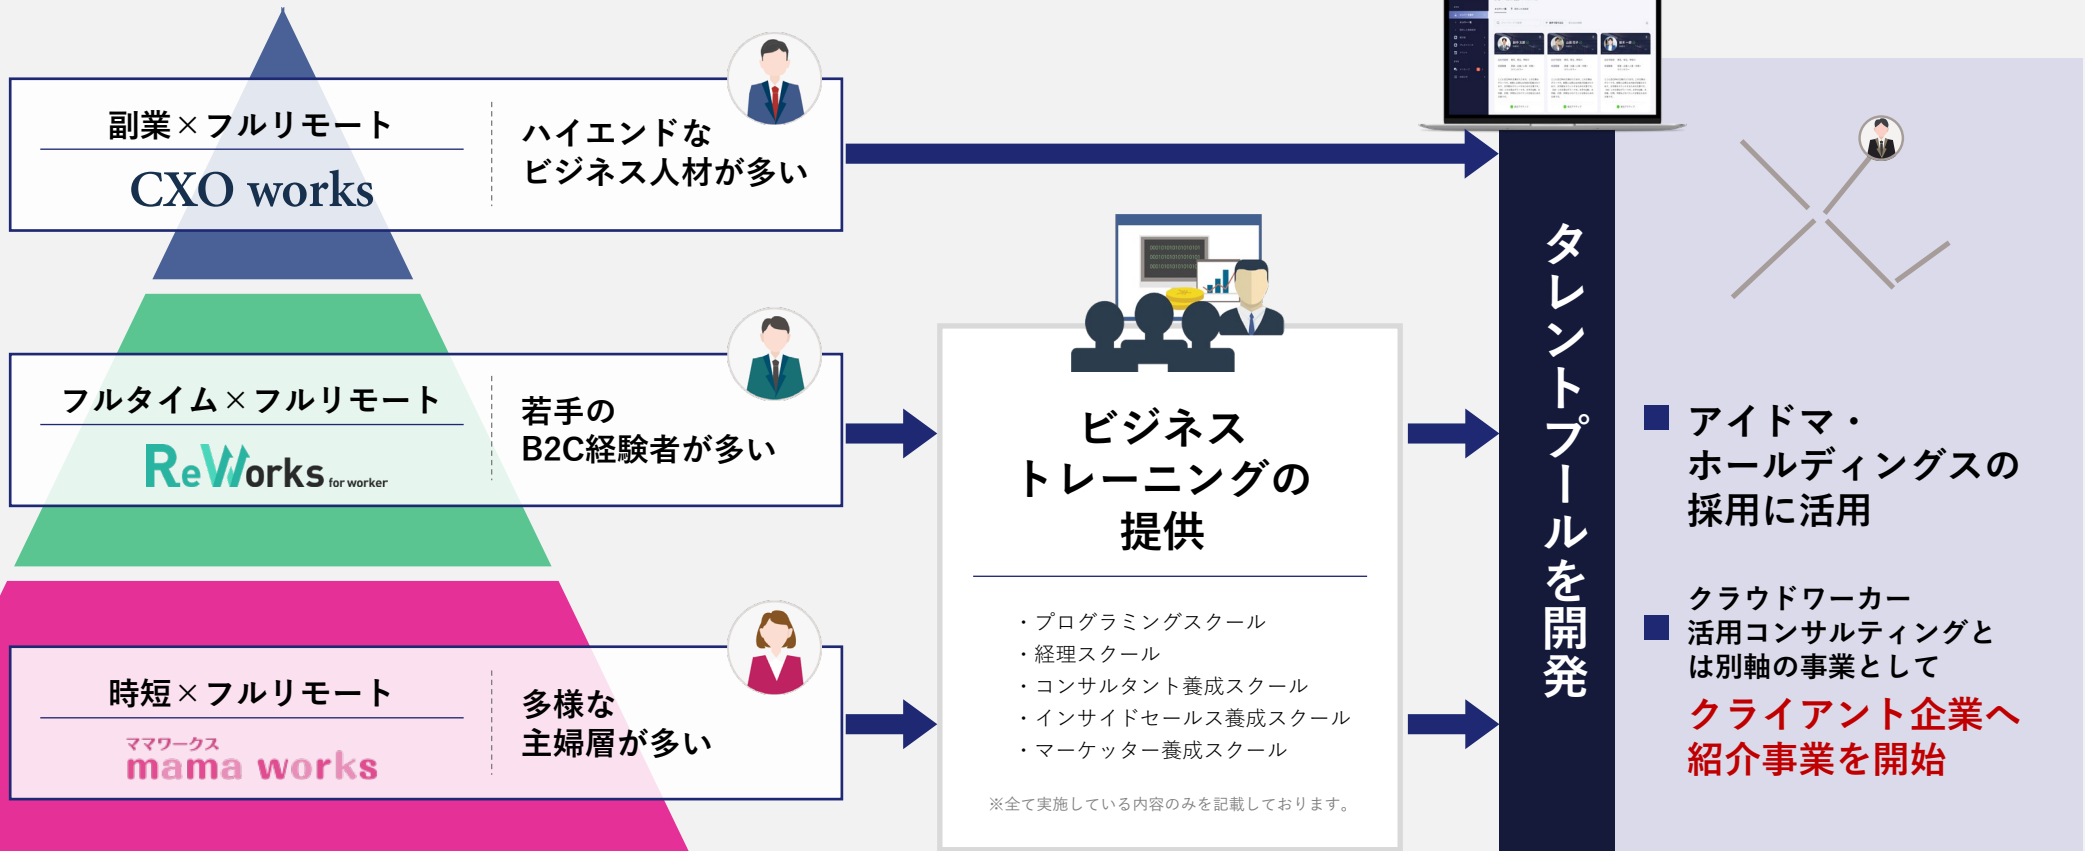 副業×フルリモート
CXO works
ハイエンドな
ビジネス人材が多い
フルタイム×フルリモート
ReWorks for worker
若手の
B2C経験者が多い
時短×フルリモート
ママワークス
mama works
多様な
主婦層が多い
ビジネス
トレーニングの
提供
・プログラミングスクール
・経理スクール
・コンサルタント養成スクール
・インサイドセールス養成スクール
・マーケッター養成スクール
※全て実施している内容のみを記載しております。
タレントプールを開発
アイドマ・
ホールディングスの
採用に活用
クラウドワーカー
活用コンサルティングと
は別軸の事業として
クライアント企業へ
紹介事業を開始